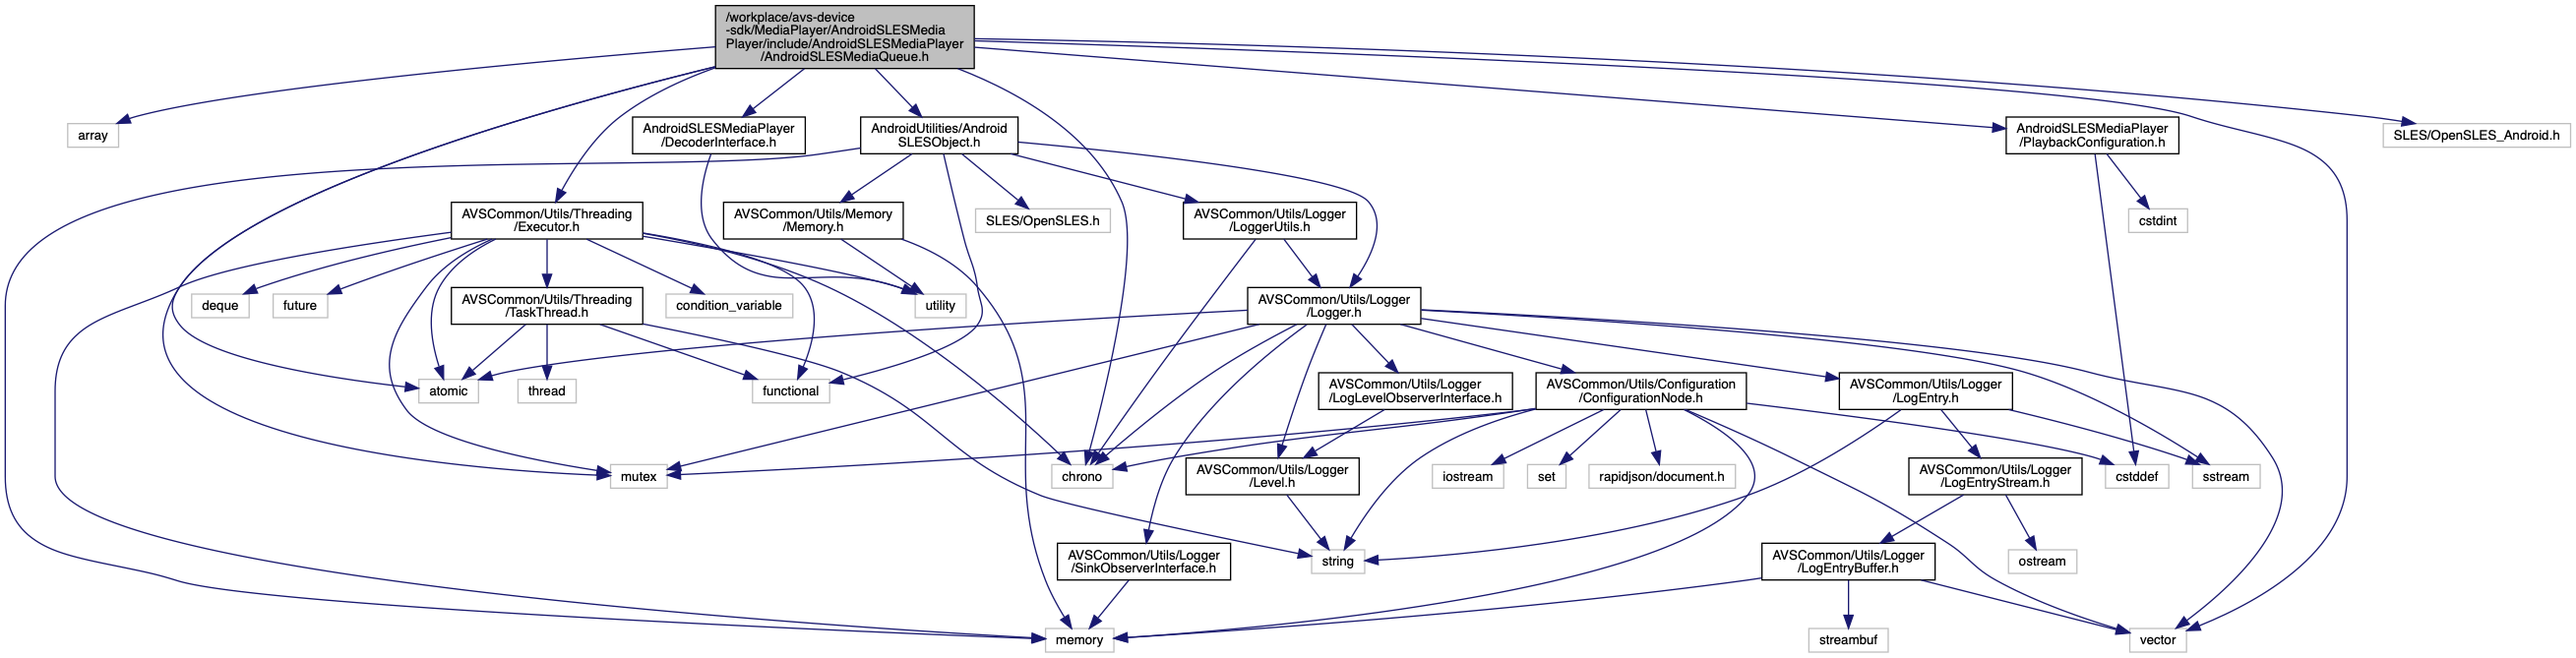 /workplace/avs-device
-sdk/MediaPlayer/AndroidSLESMedia
Player/include/AndroidSLESMediaPlayer
/AndroidSLESMediaQueue.h
array
AndroidSLESMediaPlayer
/DecoderInterface.h
AndroidUtilities/Android
SLESObject.h
AndroidSLESMediaPlayer
/PlaybackConfiguration.h
SLES/OpenSLES_Android.h
AVSCommon/Utils/Threading
/Executor.h
AVSCommon/Utils/Memory
/Memory.h
SLES/OpenSLES.h
AVSCommon/Utils/Logger
/LoggerUtils.h
cstdint
deque
future
AVSCommon/Utils/Threading
/TaskThread.h
condition_variable
utility
AVSCommon/Utils/Logger
/Logger.h
atomic
thread
functional
AVSCommon/Utils/Logger
/LogLevelObserverInterface.h
AVSCommon/Utils/Configuration
/ConfigurationNode.h
AVSCommon/Utils/Logger
/LogEntry.h
mutex
chrono
AVSCommon/Utils/Logger
/Level.h
iostream
set
rapidjson/document.h
AVSCommon/Utils/Logger
/LogEntryStream.h
cstddef
sstream
AVSCommon/Utils/Logger
/SinkObserverInterface.h
string
AVSCommon/Utils/Logger
/LogEntryBuffer.h
ostream
memory
streambuf
vector